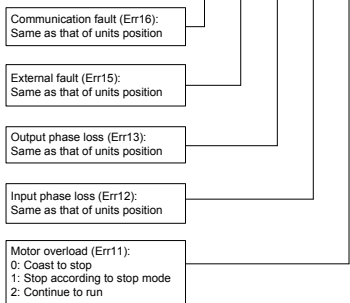 Communication fault (Err16):
Same as that of units position
External fault (Err15):
Same as that of units position
Output phase loss (Err13):
Same as that of units position
Input phase loss (Err12):
Same as that of units position
Motor overload (Err11):
0: Coast to stop
1: Stop according to stop mode
2: Continue to run